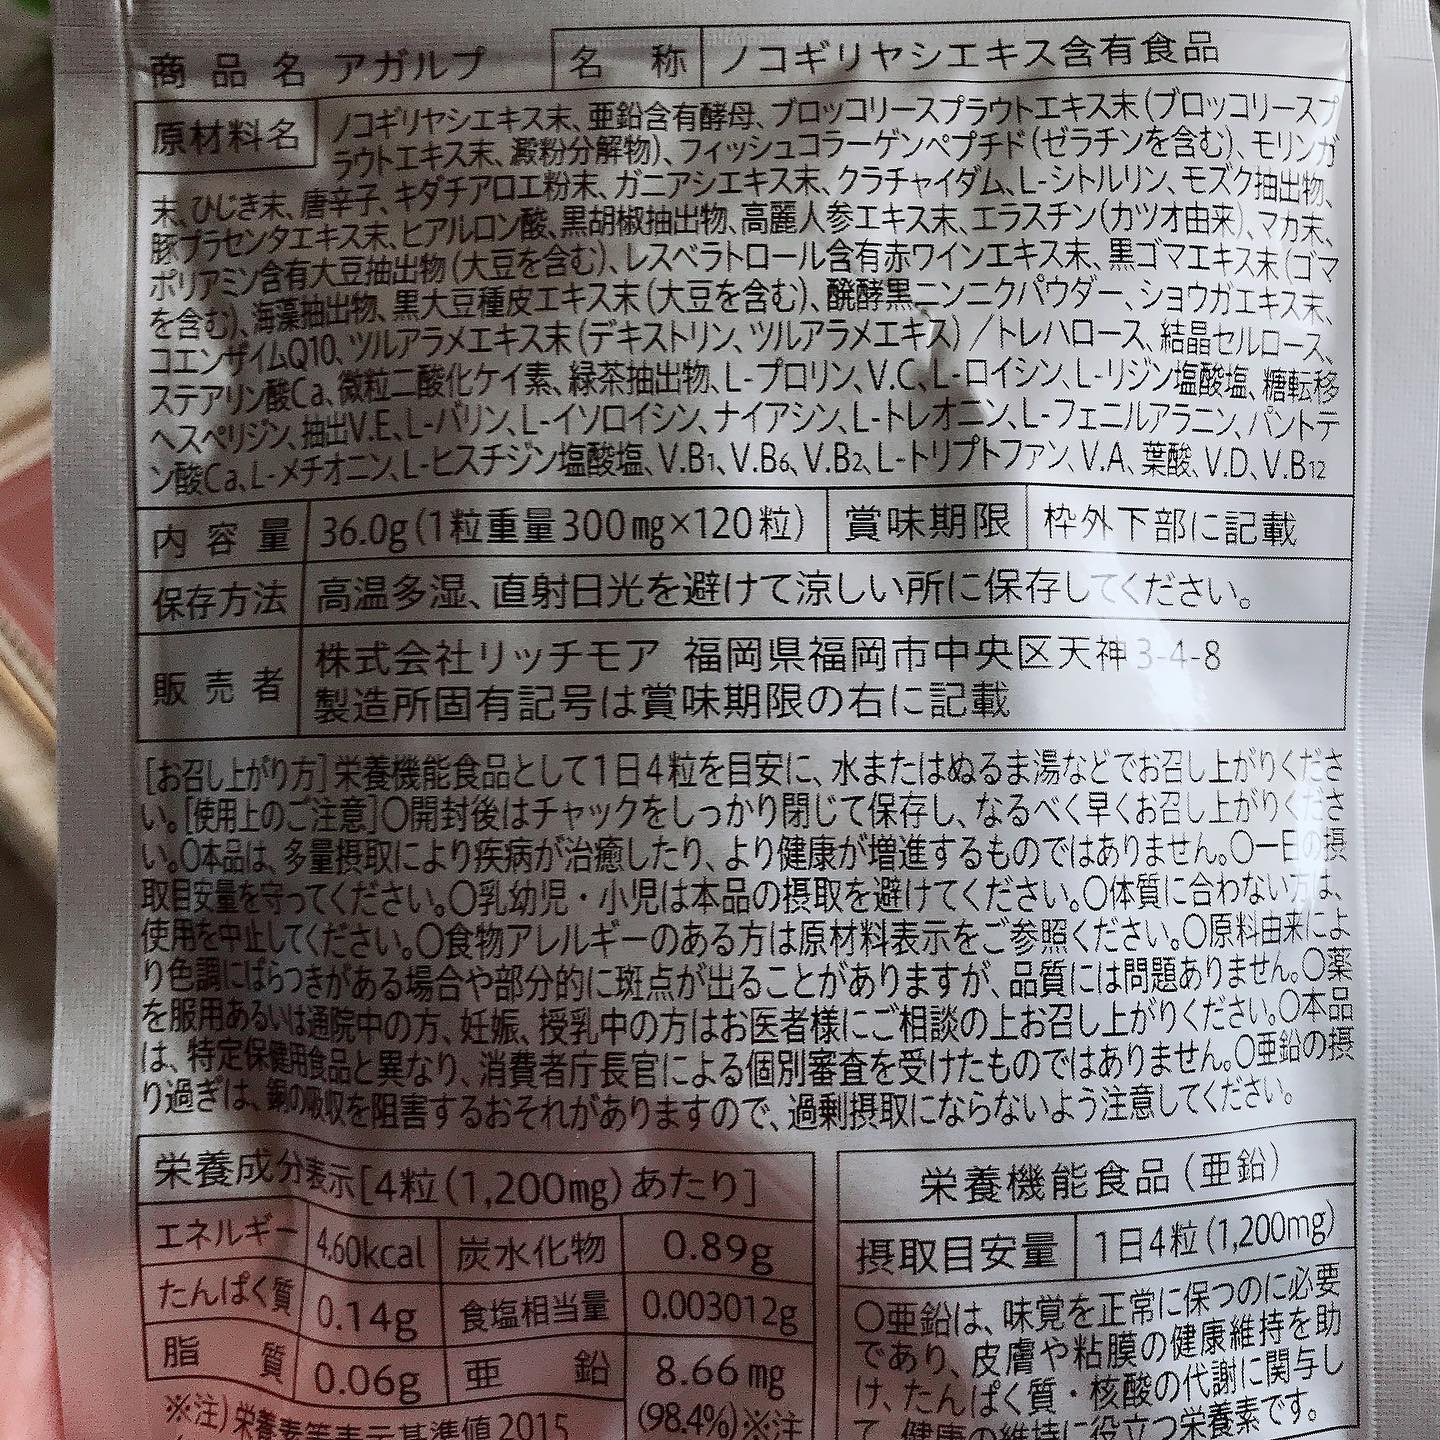 商品名 アガルプ 名称 ノコギリヤシエキス含有食品
原材料名 ノコギリヤシエキス末、亜鉛含有酵母、ブロッコリースプラウトエキス末(ブロッコリースプ
ラウトエキス末、澱粉分解物)、フィッシュコラーゲンペプチド(ゼラチンを含む)、モリンガ
末、ひじき末、唐辛子、キダチアロエ粉末、ガニアシエキス末、クラチャイダム、L-シトルリン、モズク抽出物、
豚プラセンタエキス末、ヒアルロン酸、黒胡椒抽出物、高麗人参エキス末、エラスチン(カツオ由来)、マカ末、
ポリアミン含有大豆抽出物(大豆を含む)、レスベラトロール含有赤ワインエキス末、黒ゴマエキス末(ゴマ
を含む)、海藻抽出物、黒大豆種皮エキス末(大豆を含む)、醗酵黒ニンニクパウダー、ショウガエキス末、
コエンザイムQ10、ツルアラメエキス末(デキストリン、ツルアラメエキス)／トレハロース、結晶セルロース、
ステアリン酸Ca、微粒二酸化ケイ素、緑茶抽出物、L-プロリン、V.C、L-ロイシン、L-リジン塩酸塩、糖転移
ヘスペリジン、抽出V.E、L-バリン、L-イソロイシン、ナイアシン、L-トレオニン、L-フェニルアラニン、パントテ
ン酸Ca、L-メチオニン、L-ヒスチジン塩酸塩、V.B1、V.B6、V.B2、L-トリプトファン、V.A、葉酸、V.D、V.B12
内容量 36.0g(1粒重量300mg×120粒) 賞味期限 枠外下部に記載
保存方法 高温多湿、直射日光を避けて涼しい所に保存してください。
販売者 株式会社リッチモア 福岡県福岡市中央区天神3-4-8
製造所固有記号は賞味期限の右に記載
[お召し上がり方]栄養機能食品として1日4粒を目安に、水またはぬるま湯などでお召し上がりくださ
い。[使用上のご注意]〇開封後はチャックをしっかり閉じて保存し、なるべく早くお召し上がりくださ
い。〇本品は、多量摂取により疾病が治癒したり、より健康が増進するものではありません。〇一日の摂
取目安量を守ってください。〇乳幼児・小児は本品の摂取を避けてください。〇体質に合わない方は、
使用を中止してください。〇食物アレルギーのある方は原材料表示をご参照ください。〇原料由来によ
り色調にばらつきがある場合や部分的に斑点が出ることがありますが、品質には問題ありません。〇薬
を服用あるいは通院中の方、妊娠、授乳中の方はお医者様にご相談の上お召し上がりください。〇本品
は、特定保健用食品と異なり、消費者庁長官による個別審査を受けたものではありません。〇亜鉛の摂
り過ぎは、銅の吸収を阻害するおそれがありますので、過剰摂取にならないよう注意してください。
栄養成分表示[4粒(1,200mg)あたり]
エネルギー 4.60kcal 炭水化物 0.89g
たんぱく質 0.14g 食塩相当量 0.003012g
脂質 0.06g 亜鉛 8.66mg
(98.4%)※注
※注)栄養素等表示基準値2015
栄養機能食品(亜鉛)
摂取目安量 1日4粒(1,200mg)
〇亜鉛は、味覚を正常に保つのに必要
であり、皮膚や粘膜の健康維持を助
け、たんぱく質・核酸の代謝に関与し
て、健康の維持に役立つ栄養素です。